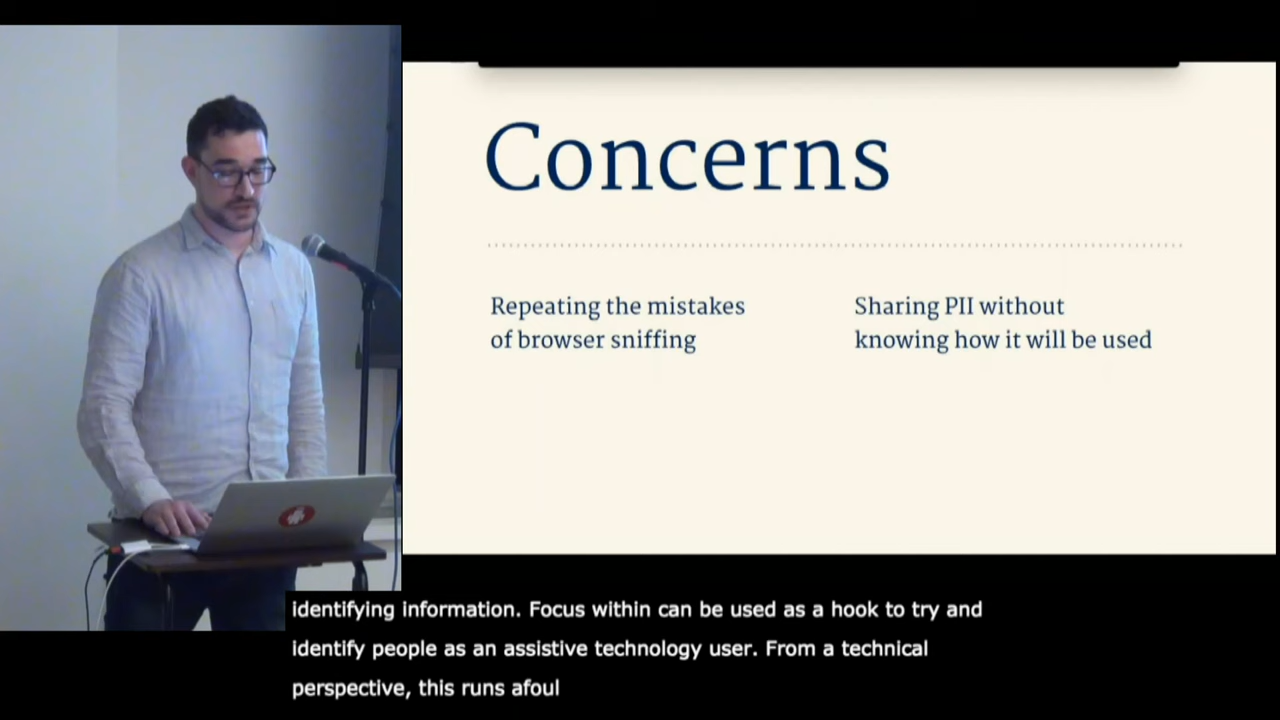 Concerns
Repeating the mistakes
of browser sniffing
Sharing PII without
knowing how it will be used
identifying information. Focus within can be used as a hook to try and
identify people as an assistive technology user. From a technical
perspective, this runs afoul